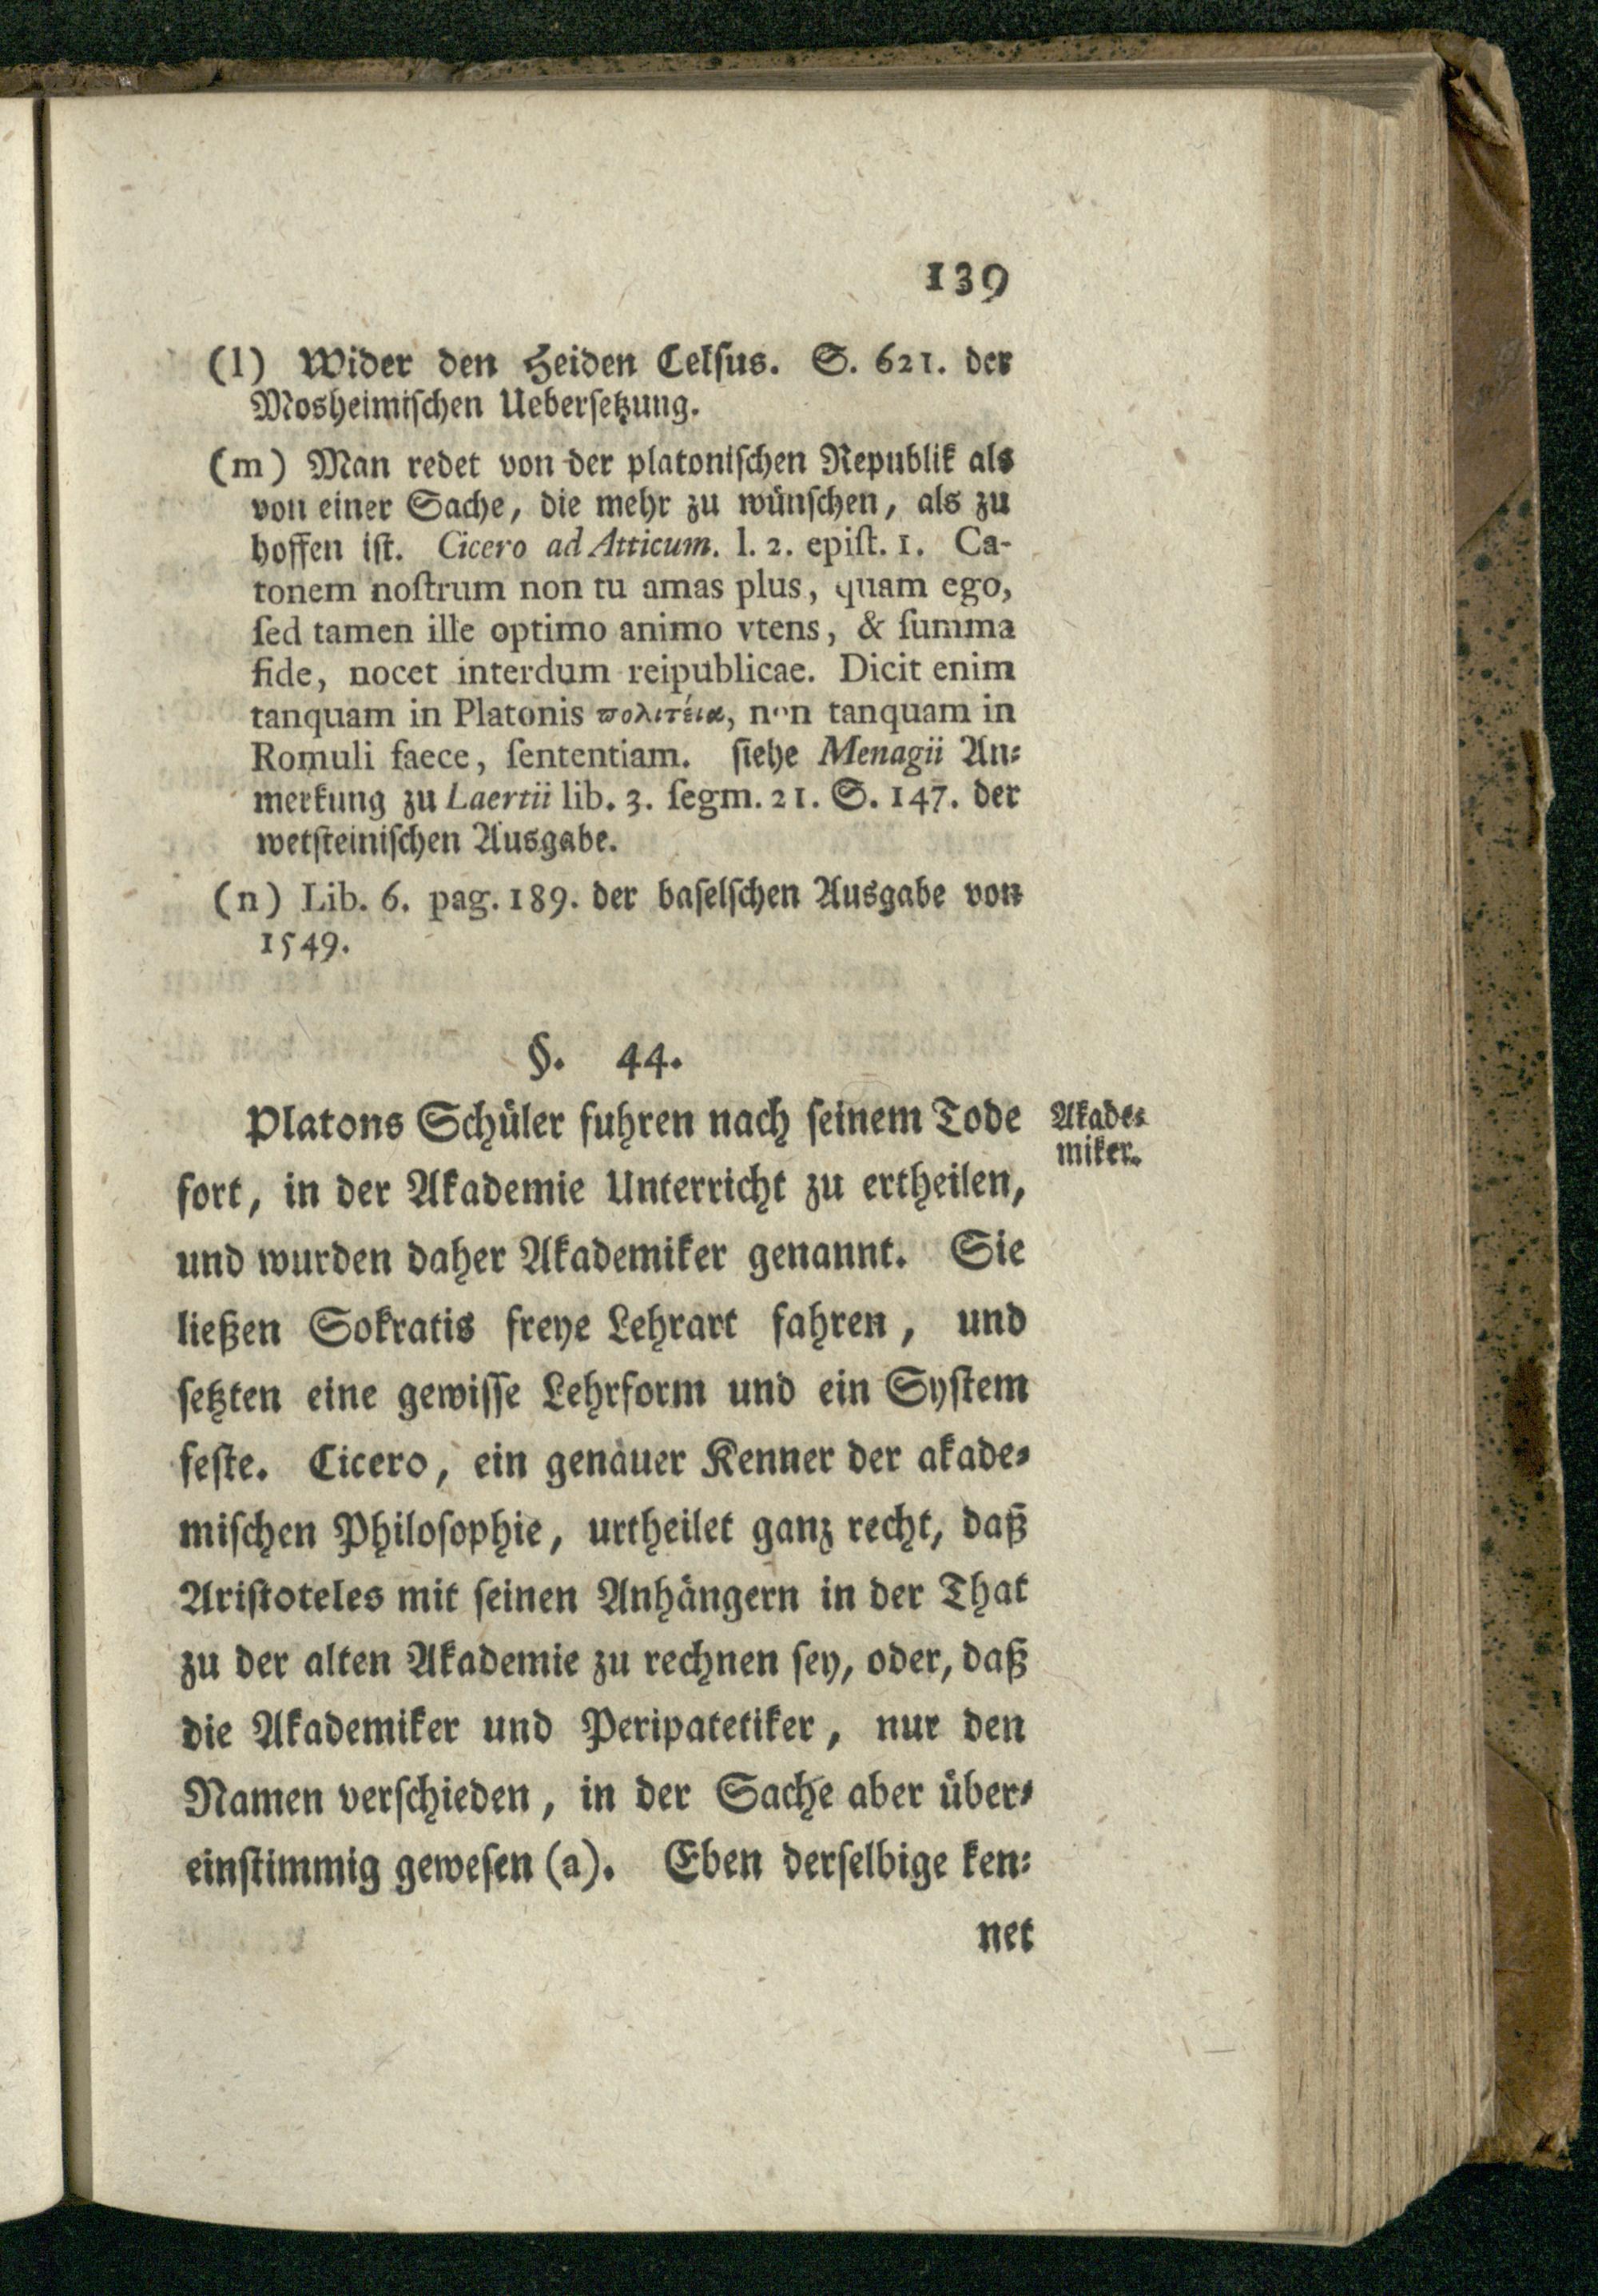 139
(l) Wider den Heiden Celsus. S. 621. der
Mosheimischen Uebersetzung.
(m) Man redet von der platonischen Republik als
von einer Sache, die mehr zu wünschen, als zu
hoffen ist. Cicero ad Atticum. l. 2. epiſt. 1. Ca-
tonem noſtrum non tu amas plus, quam ego,
ſed tamen ille optimo animo vtens, & ſumma
fide, nocet interdum reipublicae. Dicit enim
tanquam in Platonis ϖολιτέια, non tanquam in
Romuli faece, ſententiam. ſiehe Menagii An⸗
merkung zu Laertii lib. 3. ſegm. 21. S. 147. der
wetſteiniſchen Ausgabe.
(n) Lib. 6. pag. 189. der baſelſchen Ausgabe von
1549.
§. 44.
Platons Schüler fuhren nach ſeinem Tode
fort, in der Akademie Unterricht zu ertheilen,
und wurden daher Akademiker genannt. Sie
ließen Sokratis freye Lehrart fahren, und
ſetzten eine gewiſſe Lehrform und ein Syſtem
feſte. Cicero, ein genauer Kenner der akade⸗
miſchen Philoſophie, urtheilet ganz recht, daß
Ariſtoteles mit ſeinen Anhängern in der That
zu der alten Akademie zu rechnen ſey, oder, daß
die Akademiker und Peripatetiker, nur den
Namen verſchieden, in der Sache aber über⸗
einſtimmig geweſen (a). Eben derſelbige ken⸗
net
Akade⸗
miker.